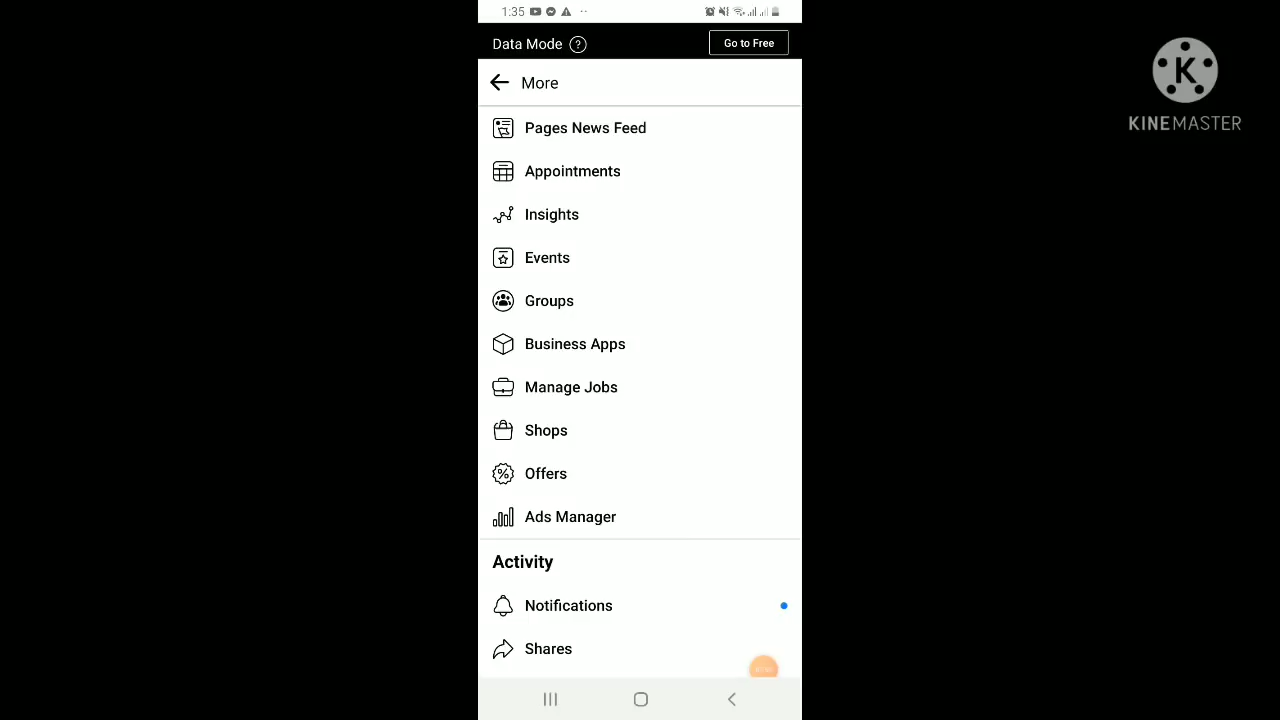 1:35
Data Mode ?
Go to Free
More
Pages News Feed
Appointments
Insights
Events
Groups
Business Apps
Manage Jobs
Shops
Offers
Ads Manager
Activity
Notifications
Shares
K
KINEMASTER